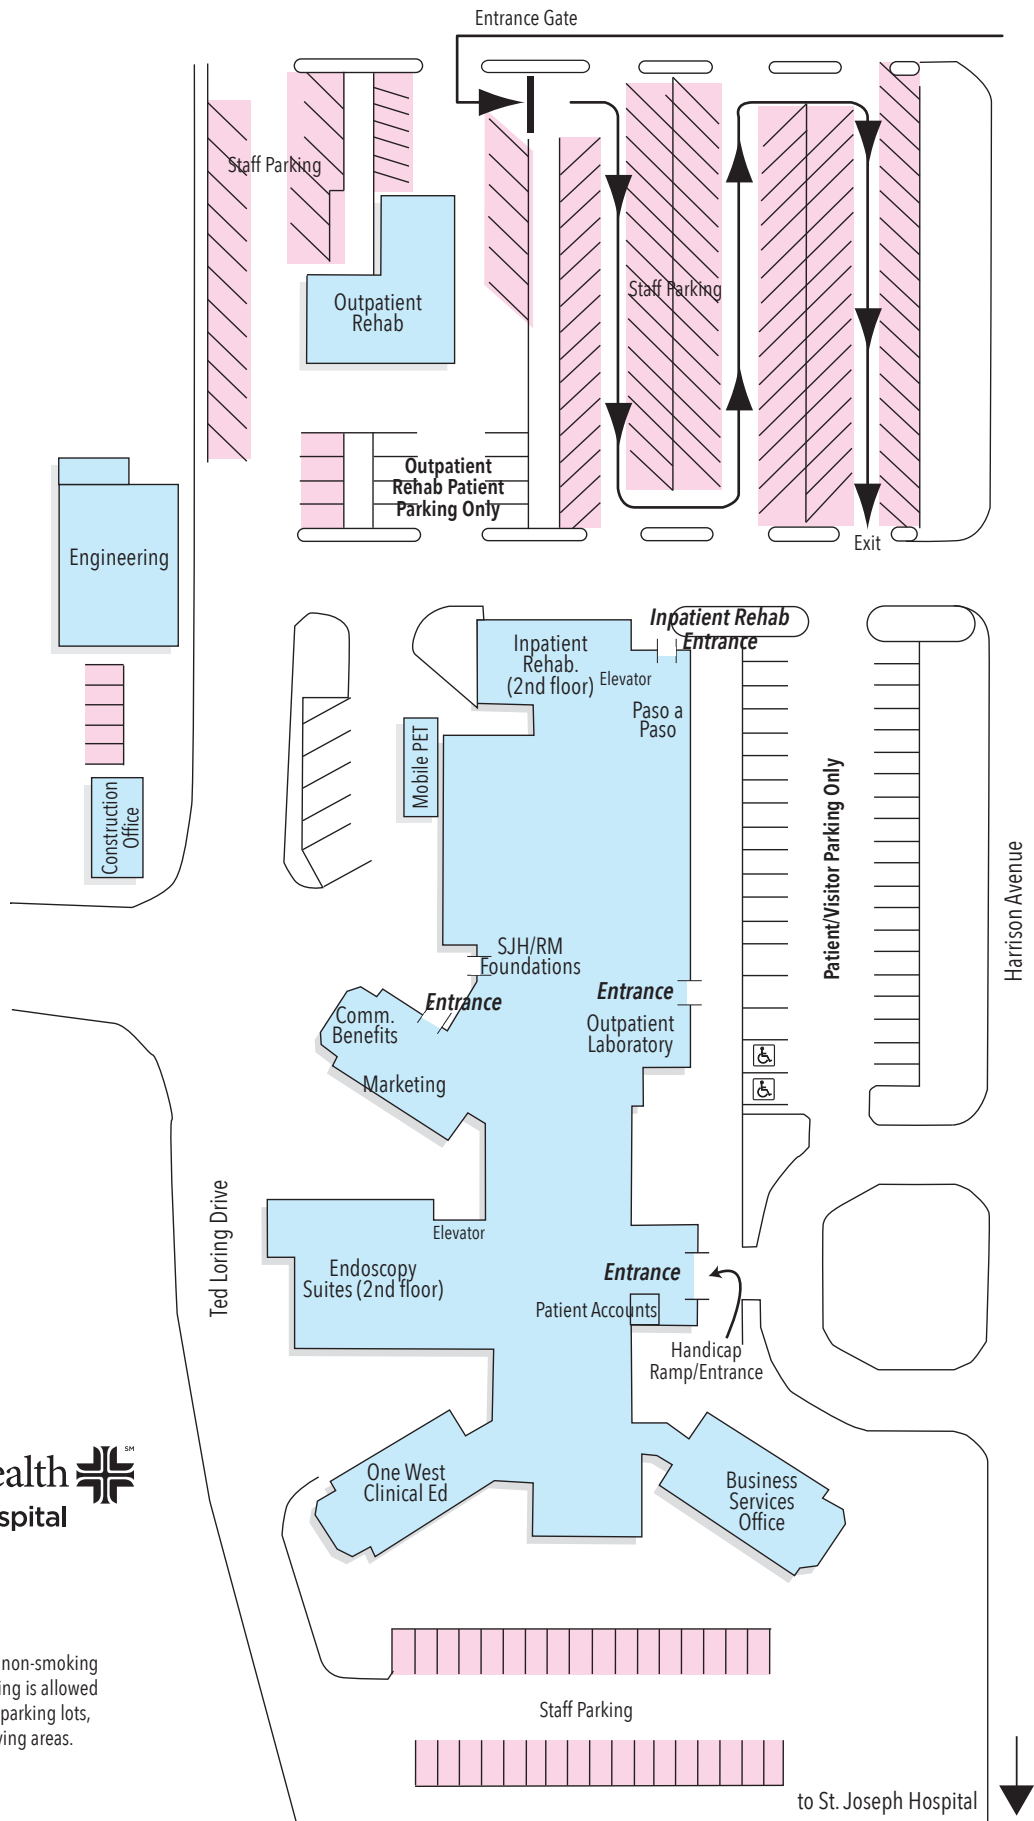 Entrance Gate
Staff Parking
Staff Parking
Outpatient
Rehab
Outpatient
Rehab Patient
Parking Only
Exit
Engineering
Inpatient Rehab
Entrance
Inpatient
Rehab.
(2nd floor)
Elevator
Paso a
Paso
Mobile PET
Construction
Office
Patient/Visitor Parking Only
Harrison Avenue
SJH/RM
Foundations
Entrance
Entrance
Comm.
Benefits
Outpatient
Laboratory
Marketing
Ted Loring Drive
Elevator
Endoscopy
Suites (2nd floor)
Entrance
Patient Accounts
Handicap
Ramp/Entrance
One West
Clinical Ed
Business
Services
Office
ealth SM
spital
non-smoking
ing is allowed
parking lots,
ving areas.
Staff Parking
to St. Joseph Hospital